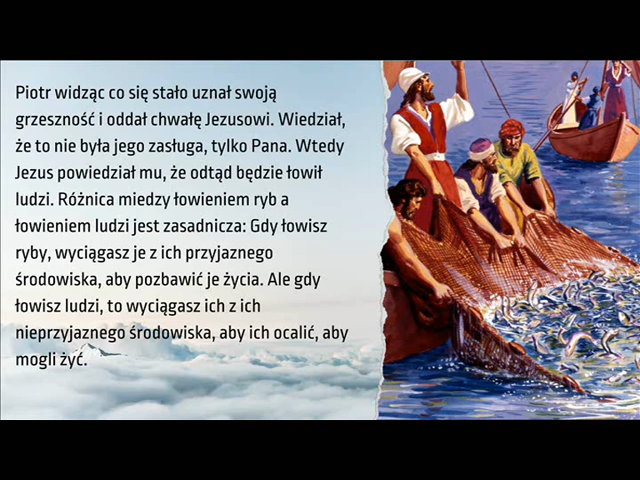 Piotr widząc co się stało uznał swoją
grzeszność i oddał chwałę Jezusowi. Wiedział,
że to nie była jego zasługa, tylko Pana. Wtedy
Jezus powiedział mu, że odtąd będzie łowił
ludzi. Różnica miedzy łowieniem ryb a
łowieniem ludzi jest zasadnicza: Gdy łowisz
ryby, wyciągasz je z ich przyjaznego
środowiska, aby pozbawić je życia. Ale gdy
łowisz ludzi, to wyciągasz ich z ich
nieprzyjaznego środowiska, aby ich ocalić, aby
mogli żyć.